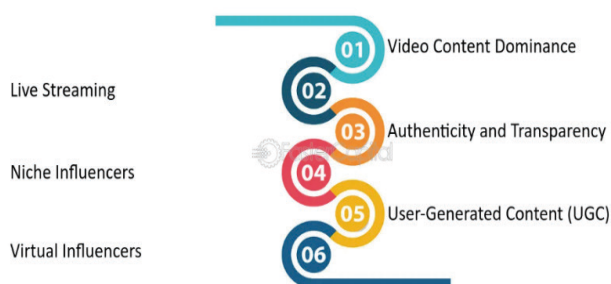 01 Video Content Dominance
Live Streaming 02
03 Authenticity and Transparency
Niche Influencers 04
05 User-Generated Content (UGC)
Virtual Influencers 06